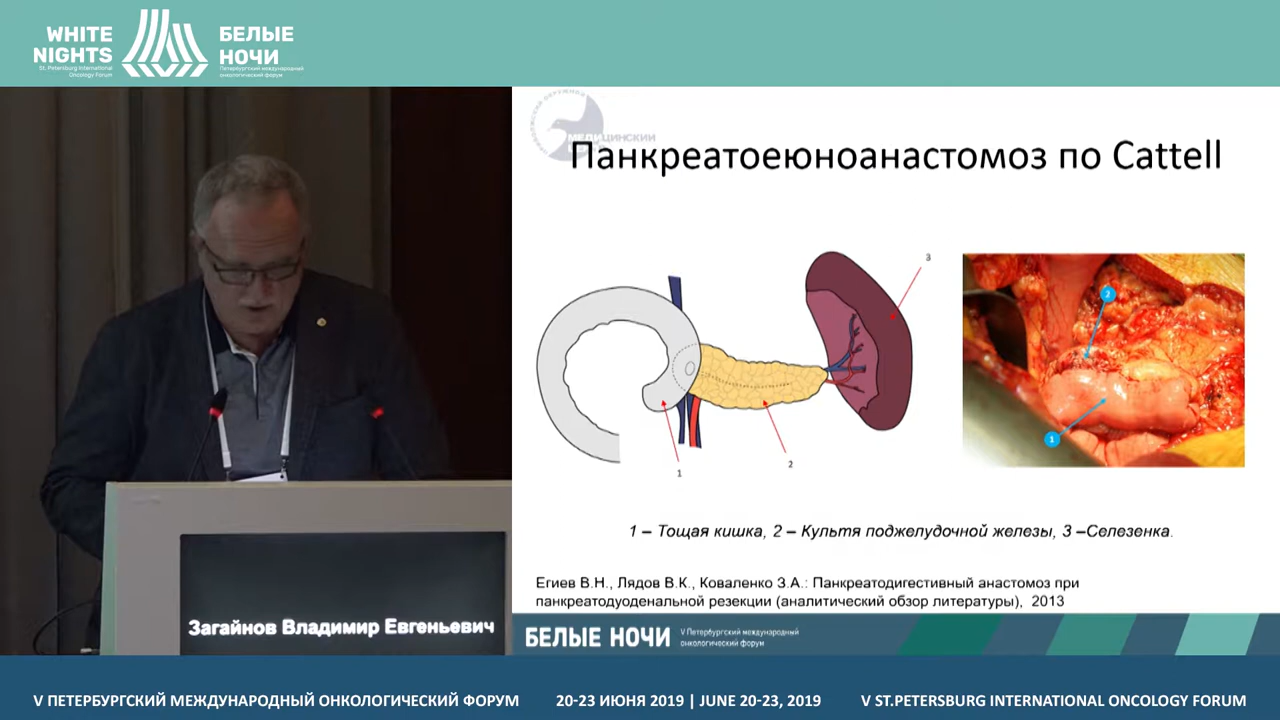 WHITE
NIGHTS
St. Petersburg International
Oncology Forum
БЕЛЫЕ
НОЧИ
Петербургский международный
онкологический форум
МЕДИЦИНСКИЙ
Панкреатоеюноанастомоз по Cattell
3
1
2
2
1
1 – Тощая кишка, 2 – Культя поджелудочной железы, 3 –Селезенка.
Егиев В.Н., Лядов В.К., Коваленко З.А.: Панкреатодигестивный анастомоз при
панкреатодуоденальной резекции (аналитический обзор литературы), 2013
Загайнов Владимир Евгеньевич
БЕЛЫЕ НОЧИ
V Петербургский международный
онкологический форум
V ПЕТЕРБУРГСКИЙ МЕЖДУНАРОДНЫЙ ОНКОЛОГИЧЕСКИЙ ФОРУМ
20-23 ИЮНЯ 2019 | JUNE 20-23, 2019
V ST.PETERSBURG INTERNATIONAL ONCOLOGY FORUM